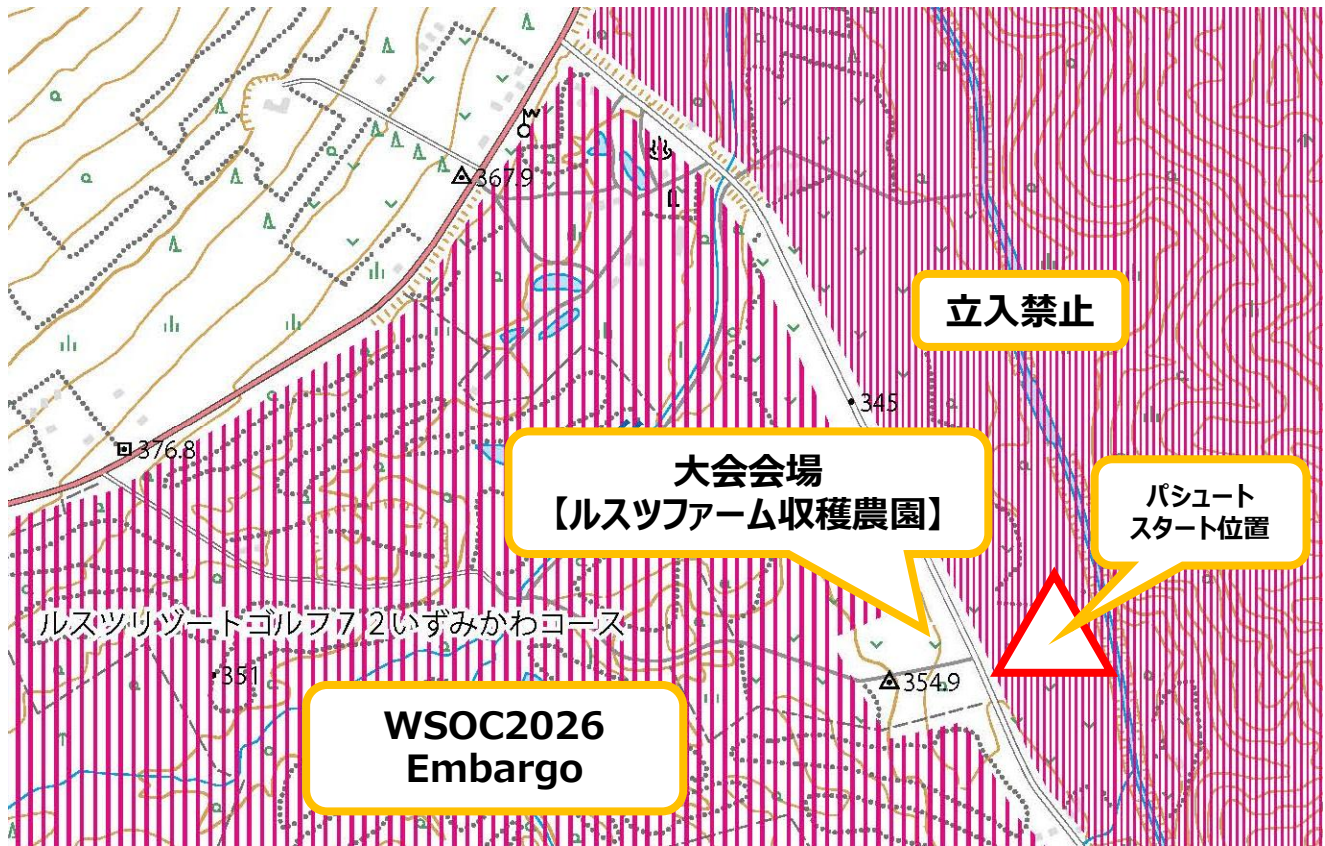 367.9
立入禁止
345
376.8
大会会場
【ルスツファーム収穫農園】
パシュート
スタート位置
ルスツリゾートゴルフ72いずみかわコース
351
354.9
WSOC2026
Embargo